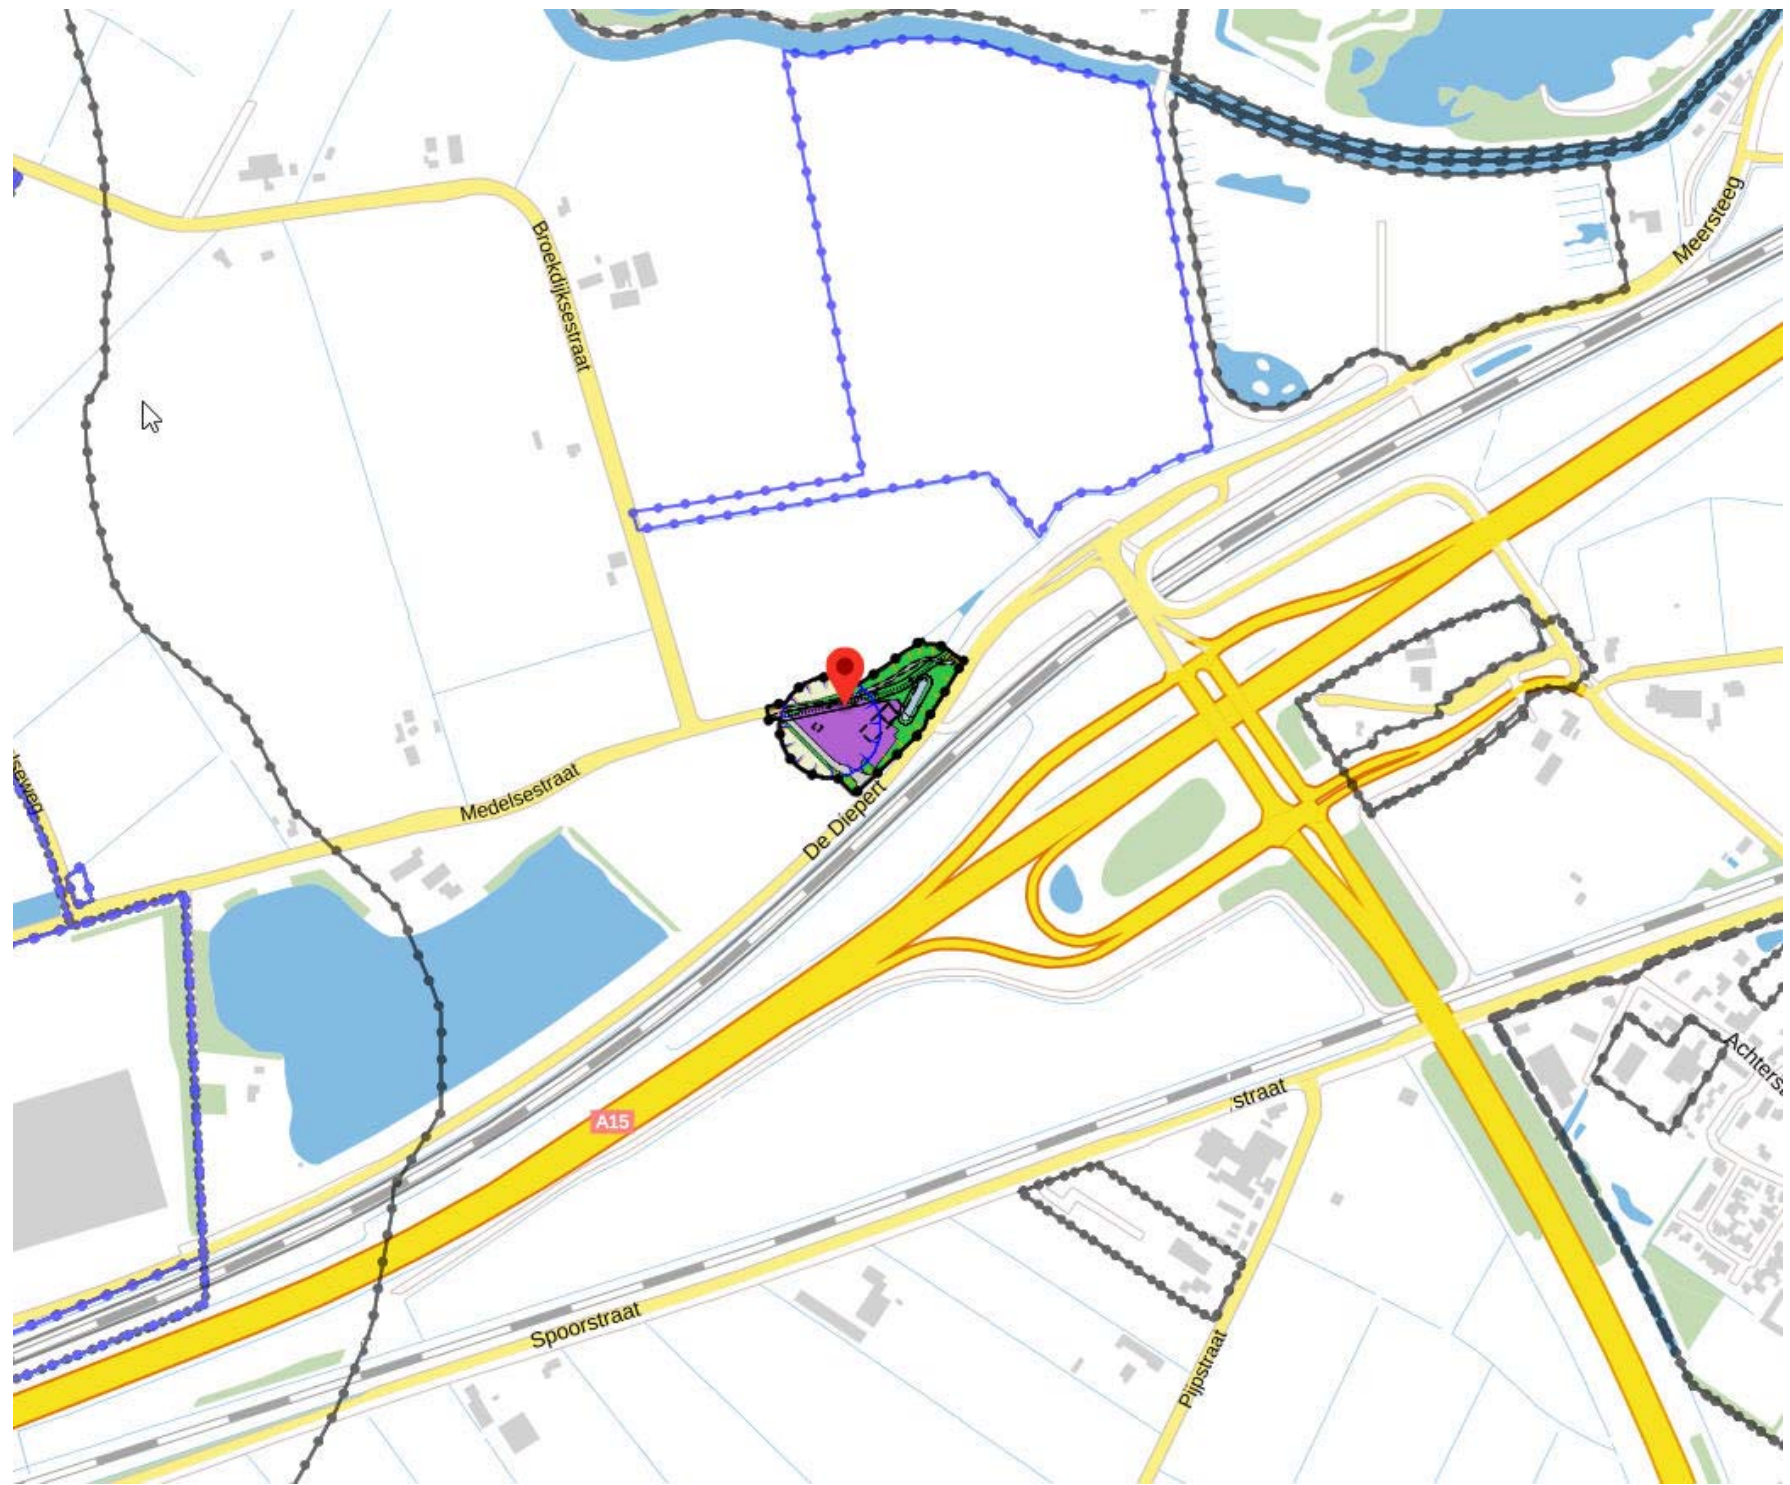 Meersteeg
Broekdijksestraat
Medelsestraat
De Diepert
A15
straat
Spoorstraat
Pijpstraat